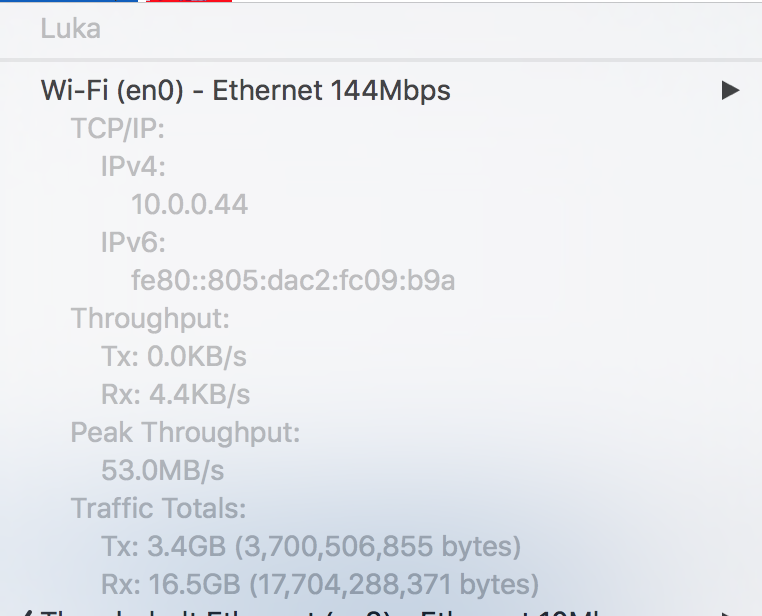 Luka
Wi-Fi (en0) - Ethernet 144Mbps
TCP/IP:
IPv4:
10.0.0.44
IPv6:
fe80::805:dac2:fc09:b9a
Throughput:
Tx: 0.0KB/s
Rx: 4.4KB/s
Peak Throughput:
53.0MB/s
Traffic Totals:
Tx: 3.4GB (3,700,506,855 bytes)
Rx: 16.5GB (17,704,288,371 bytes)